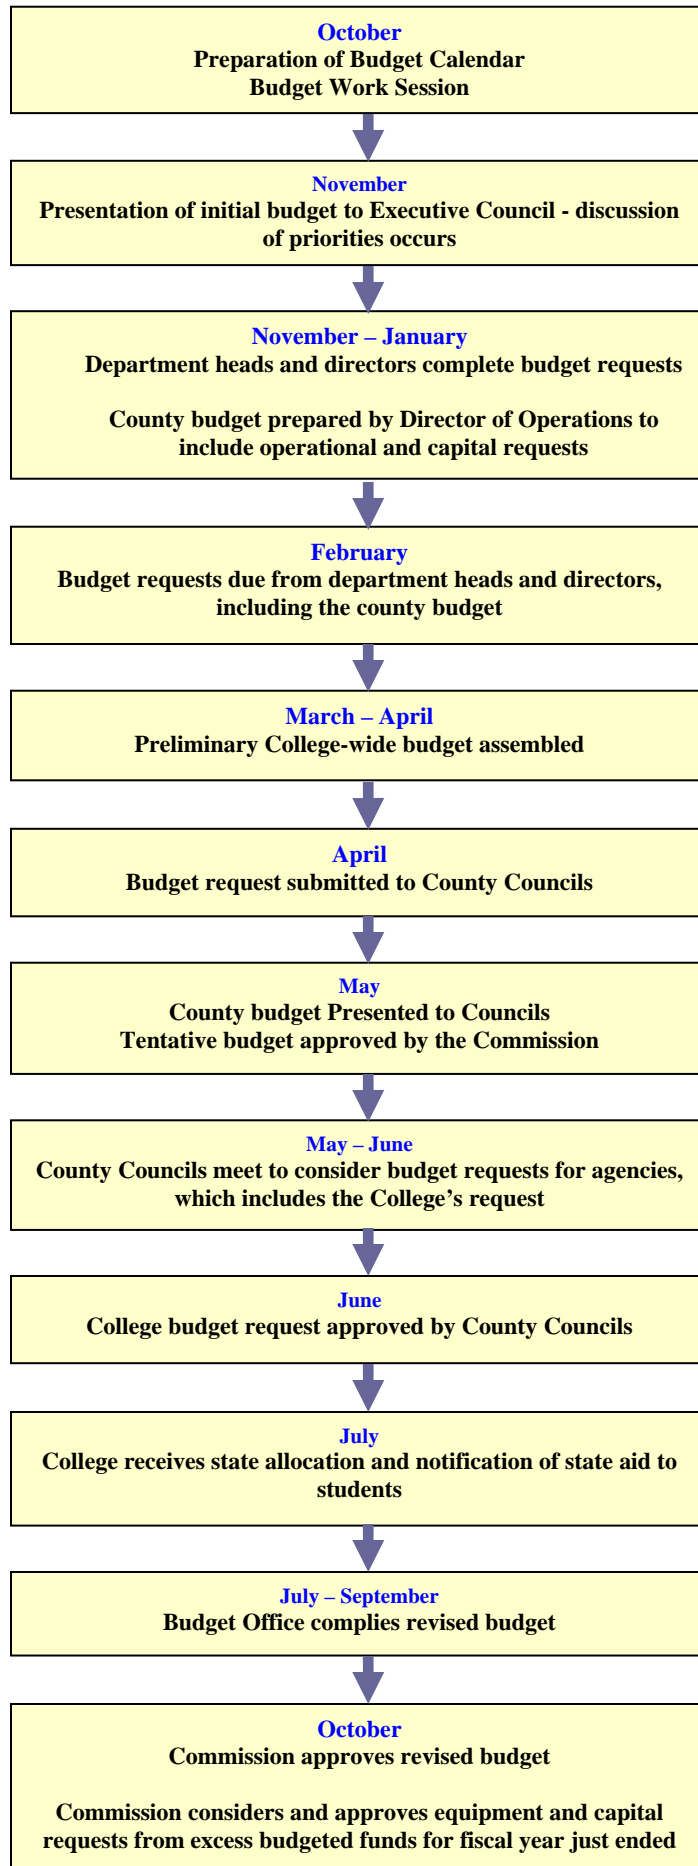 October
Preparation of Budget Calendar
Budget Work Session
November
Presentation of initial budget to Executive Council - discussion
of priorities occurs
November – January
Department heads and directors complete budget requests
County budget prepared by Director of Operations to
include operational and capital requests
February
Budget requests due from department heads and directors,
including the county budget
March – April
Preliminary College-wide budget assembled
April
Budget request submitted to County Councils
May
County budget Presented to Councils
Tentative budget approved by the Commission
May – June
County Councils meet to consider budget requests for agencies,
which includes the College’s request
June
College budget request approved by County Councils
July
College receives state allocation and notification of state aid to
students
July – September
Budget Office complies revised budget
October
Commission approves revised budget
Commission considers and approves equipment and capital
requests from excess budgeted funds for fiscal year just ended